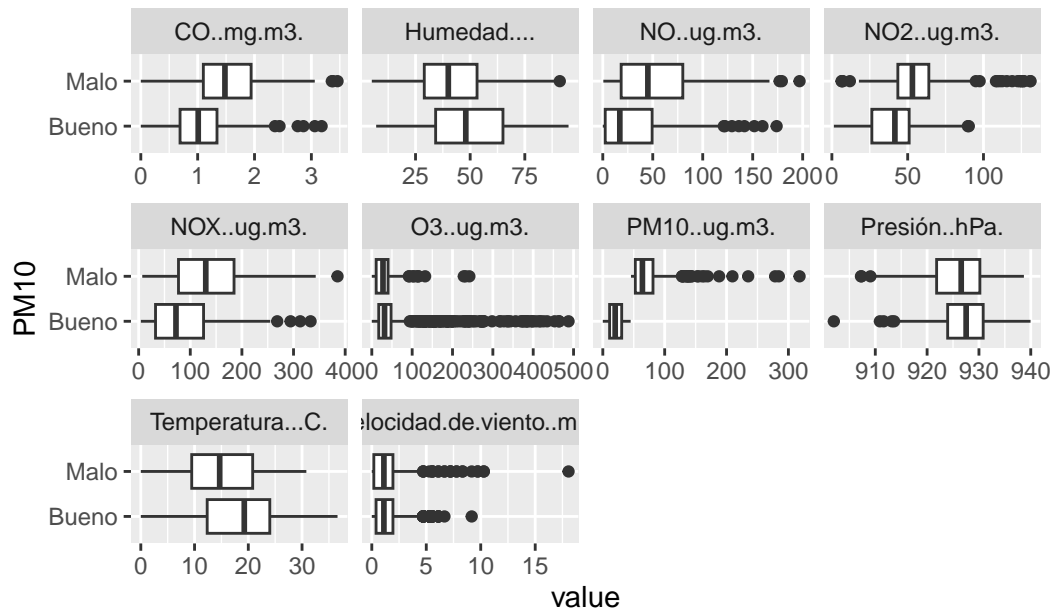 CO..mg.m3. Humedad.... NO..ug.m3. NO2..ug.m3.
Malo
Bueno
0 1 2 3 25 50 75 0 50 100 150 200 50 100
NOX..ug.m3. O3..ug.m3. PM10..ug.m3. Presión..hPa.
Malo
Bueno
0 100 200 300 400 0 100 200 300 400 500 0 100 200 300 910 920 930 940
Temperatura...C. elocidad.de.viento..m
Malo
Bueno
0 10 20 30 0 5 10 15
value
PM10